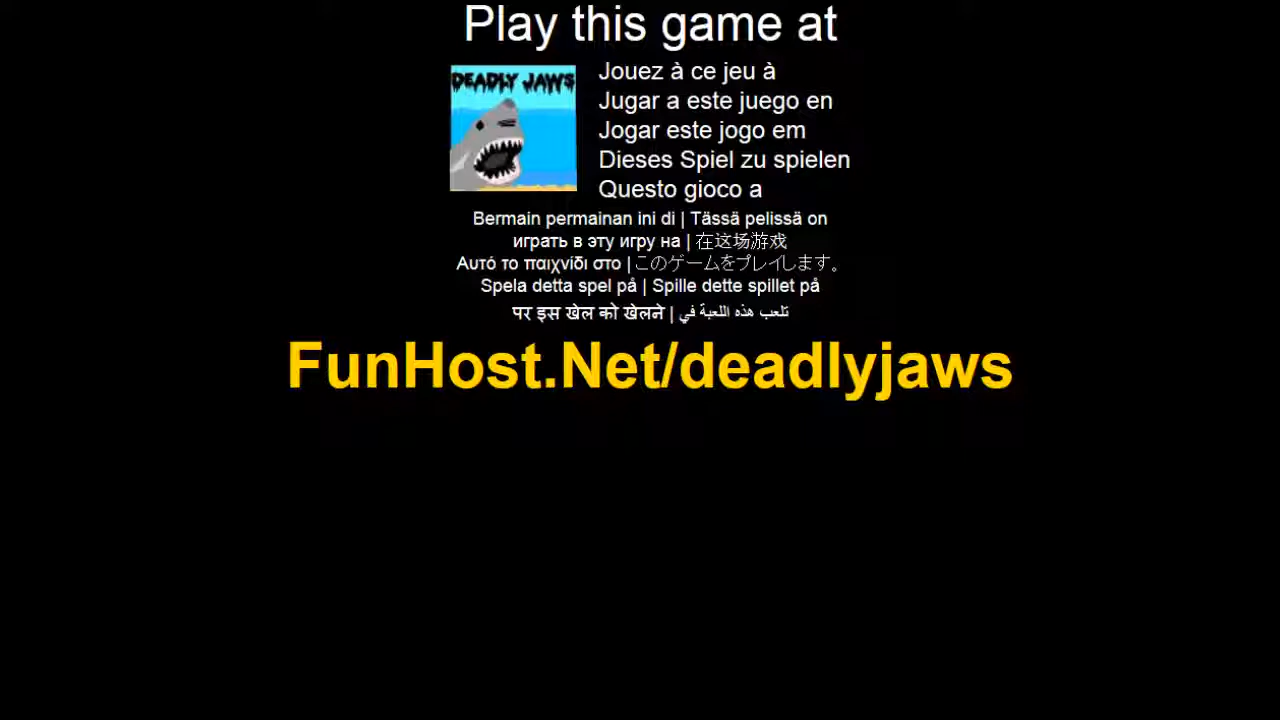 Play this game at
DEADLY JAWS
Jouez à ce jeu à
Jugar a este juego en
Jogar este jogo em
Dieses Spiel zu spielen
Questo gioco a
Bermain permainan ini di | Tässä pelissä on
играть в эту игру на | 在这场游戏
Αυτό το παιχνίδι στο | このゲームをプレイします。
Spela detta spel på | Spille dette spillet på
पर इस खेल को खेलने | تلعب هذه اللعبة في
FunHost.Net/deadlyjaws